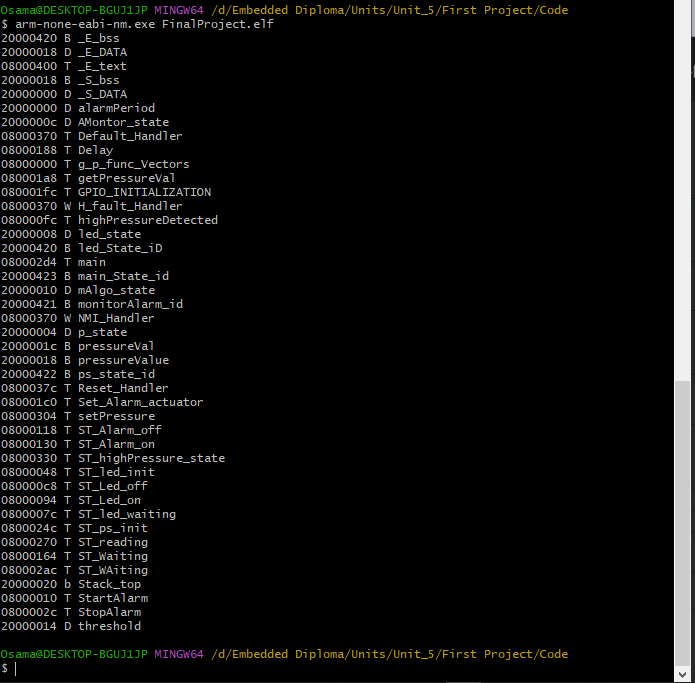 Osama@DESKTOP-BGUJ1JP MINGW64 /d/Embedded Diploma/Units/Unit_5/First Project/Code
$ arm-none-eabi-nm.exe FinalProject.elf
20000420 B _E_bss
20000018 D _E_DATA
08000400 T _E_text
20000018 B _S_bss
20000000 D _S_DATA
20000000 D alarmPeriod
2000000c D AMontor_state
08000370 T Default_Handler
08000188 T Delay
08000000 T g_p_func_Vectors
080001a8 T getPressureVal
080001fc T GPIO_INITIALIZATION
08000370 W H_fault_Handler
080000fc T highPressureDetected
20000008 D led_state
20000420 B led_State_iD
080002d4 T main
20000423 B main_State_id
20000010 D mAlgo_state
20000421 B monitorAlarm_id
08000370 W NMI_Handler
20000004 D p_state
2000001c B pressureVal
20000018 B pressureValue
20000422 B ps_state_id
0800037c T Reset_Handler
080001c0 T Set_Alarm_actuator
08000304 T setPressure
08000118 T ST_Alarm_off
08000130 T ST_Alarm_on
08000330 T ST_highPressure_state
08000048 T ST_led_init
080000c8 T ST_Led_off
08000094 T ST_Led_on
0800007c T ST_led_waiting
0800024c T ST_ps_init
08000270 T ST_reading
08000164 T ST_Waiting
080002ac T ST_WAiting
20000020 b Stack_top
08000010 T StartAlarm
0800002c T StopAlarm
20000014 D threshold
Osama@DESKTOP-BGUJ1JP MINGW64 /d/Embedded Diploma/Units/Unit_5/First Project/Code
$